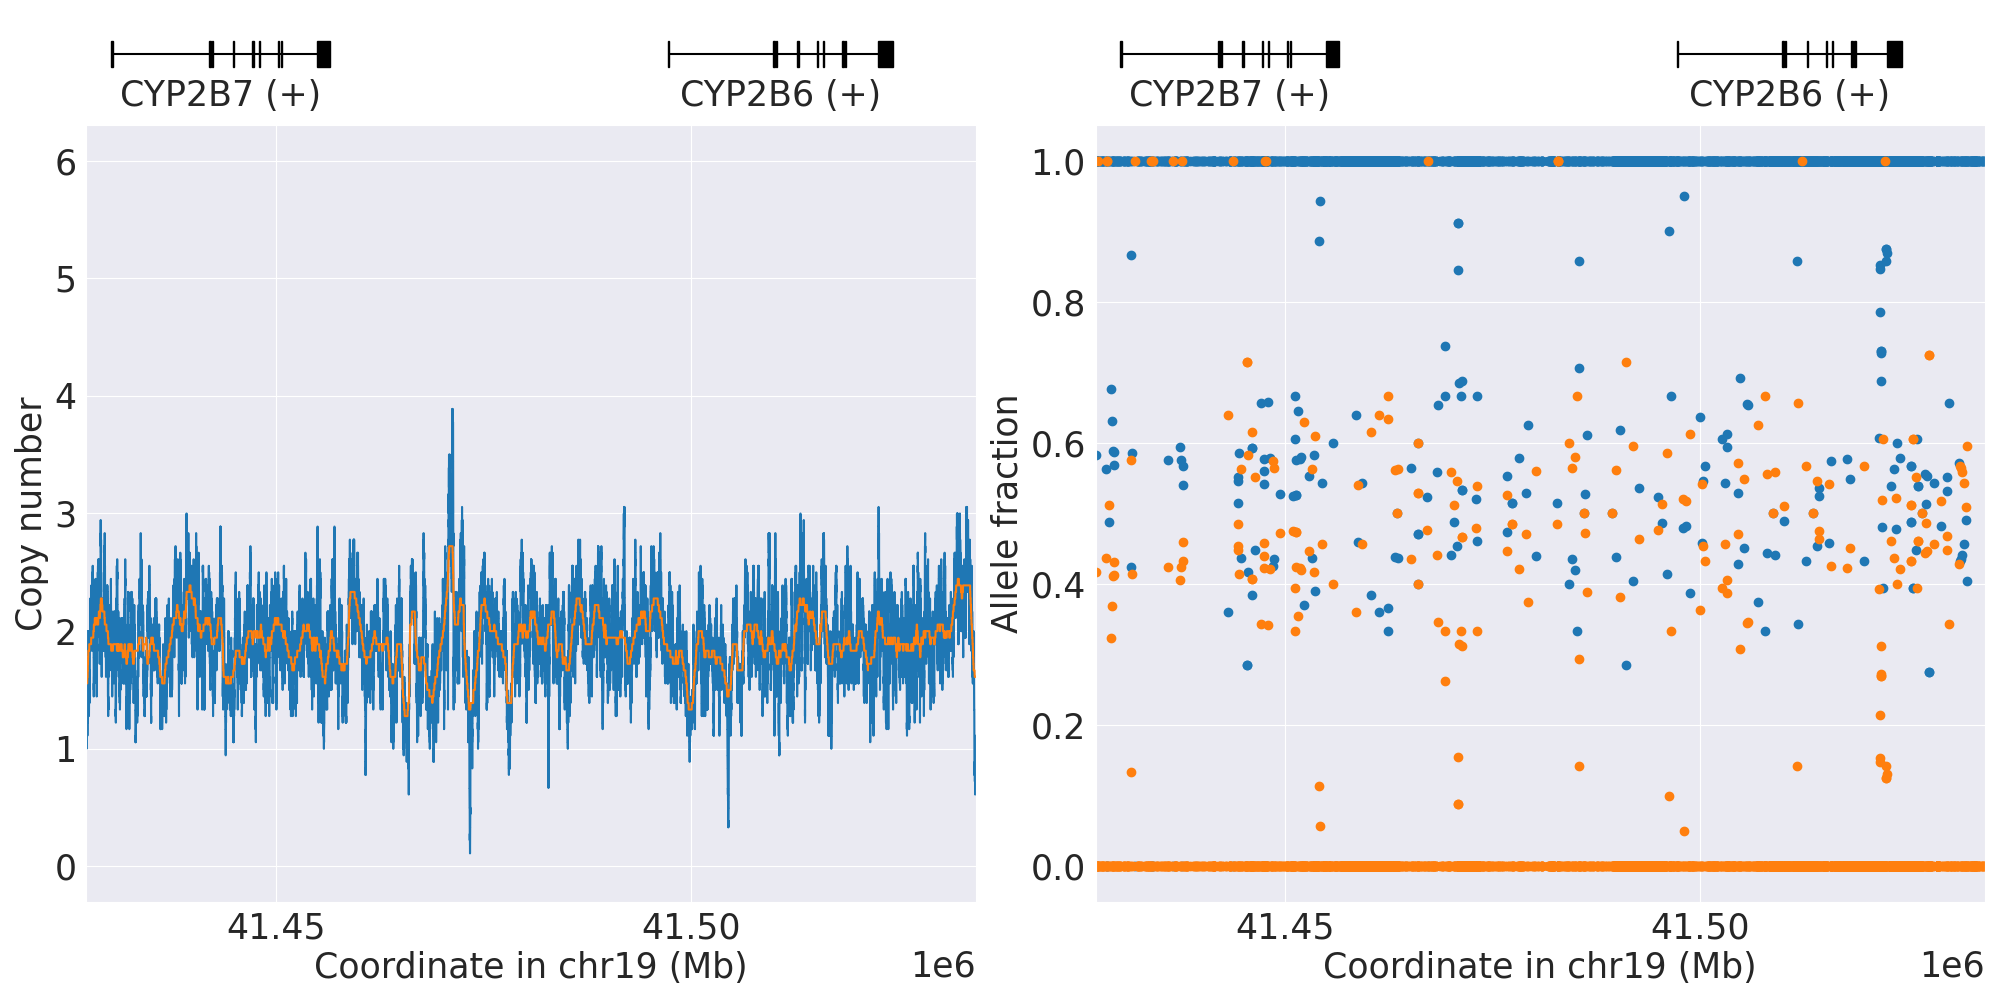 CYP2B7 (+) CYP2B6 (+)
6
5
4
3
2
1
0
Copy number
41.45 41.50
Coordinate in chr19 (Mb) 1e6
CYP2B7 (+) CYP2B6 (+)
1.0
0.8
0.6
0.4
0.2
0.0
Allele fraction
41.45 41.50
Coordinate in chr19 (Mb) 1e6